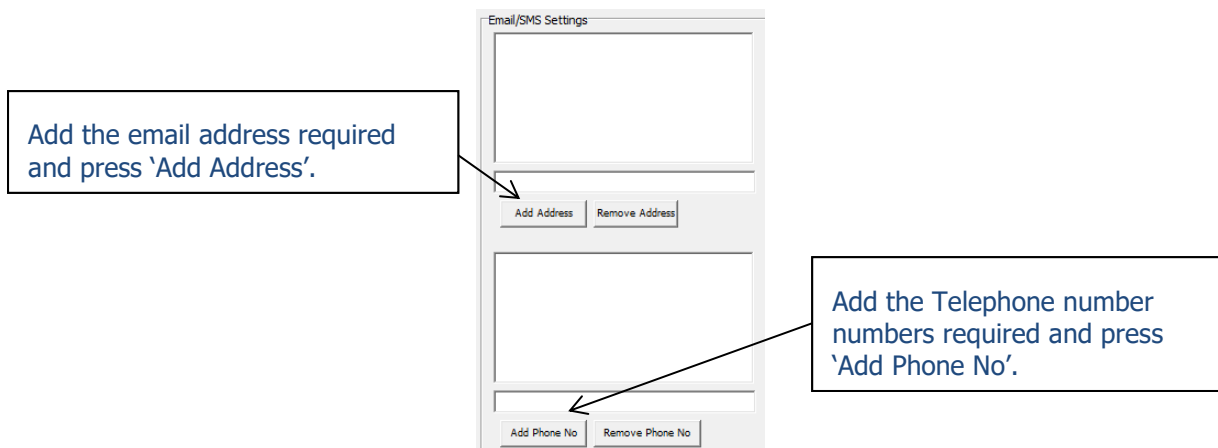 Email/SMS Settings
Add the email address required
and press ‘Add Address’.
Add Address Remove Address
Add the Telephone number
numbers required and press
‘Add Phone No’.
Add Phone No Remove Phone No